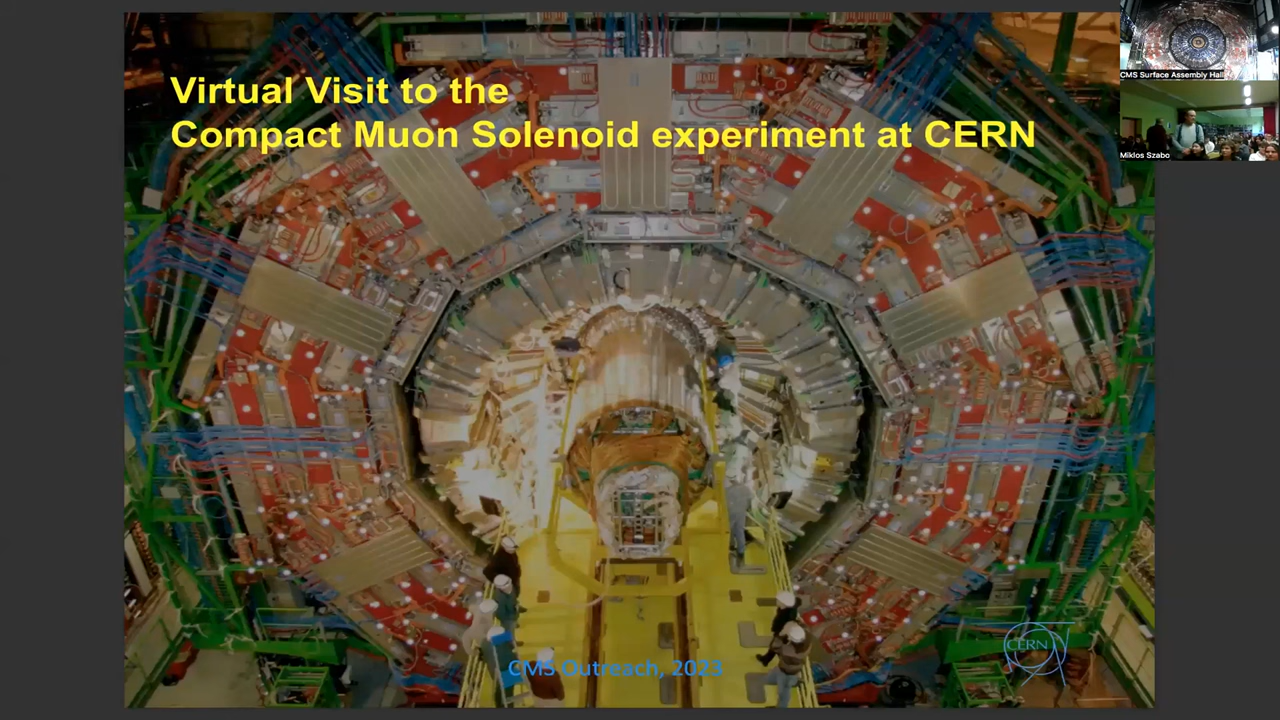 Virtual Visit to the
Compact Muon Solenoid experiment at CERN
CMS Surface Assembly Hall
Miklos Szabo
CMS Outreach, 2023
CERN